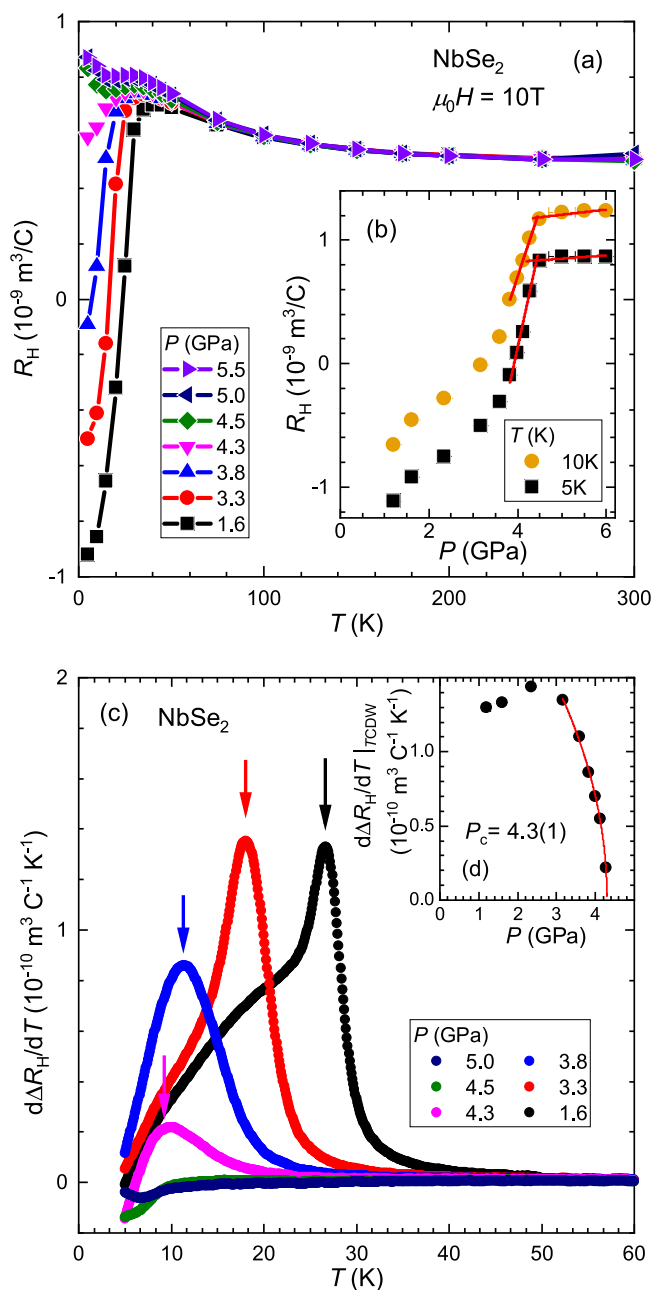 1
NbSe2
(a)
μ0H = 10T
RH (10-9 m3/C)
0
-1
P (GPa)
5.5
5.0
4.5
4.3
3.8
3.3
1.6
(b)
RH (10-9 m3/C)
1
0
-1
T (K)
10K
5K
0 2 4 6
P (GPa)
100 200 300
T (K)
2
(c)
NbSe2
dΔRH/dT (10-10 m3 C-1 K-1)
1
0
dΔRH/dT|TCDW
(10-10 m3 C-1 K-1)
1.0
0.5
0.0
Pc= 4.3(1)
(d)
0 1 2 3 4 5
P (GPa)
P (GPa)
5.0 3.8
4.5 3.3
4.3 1.6
0 10 20 30 40 50 60
T (K)